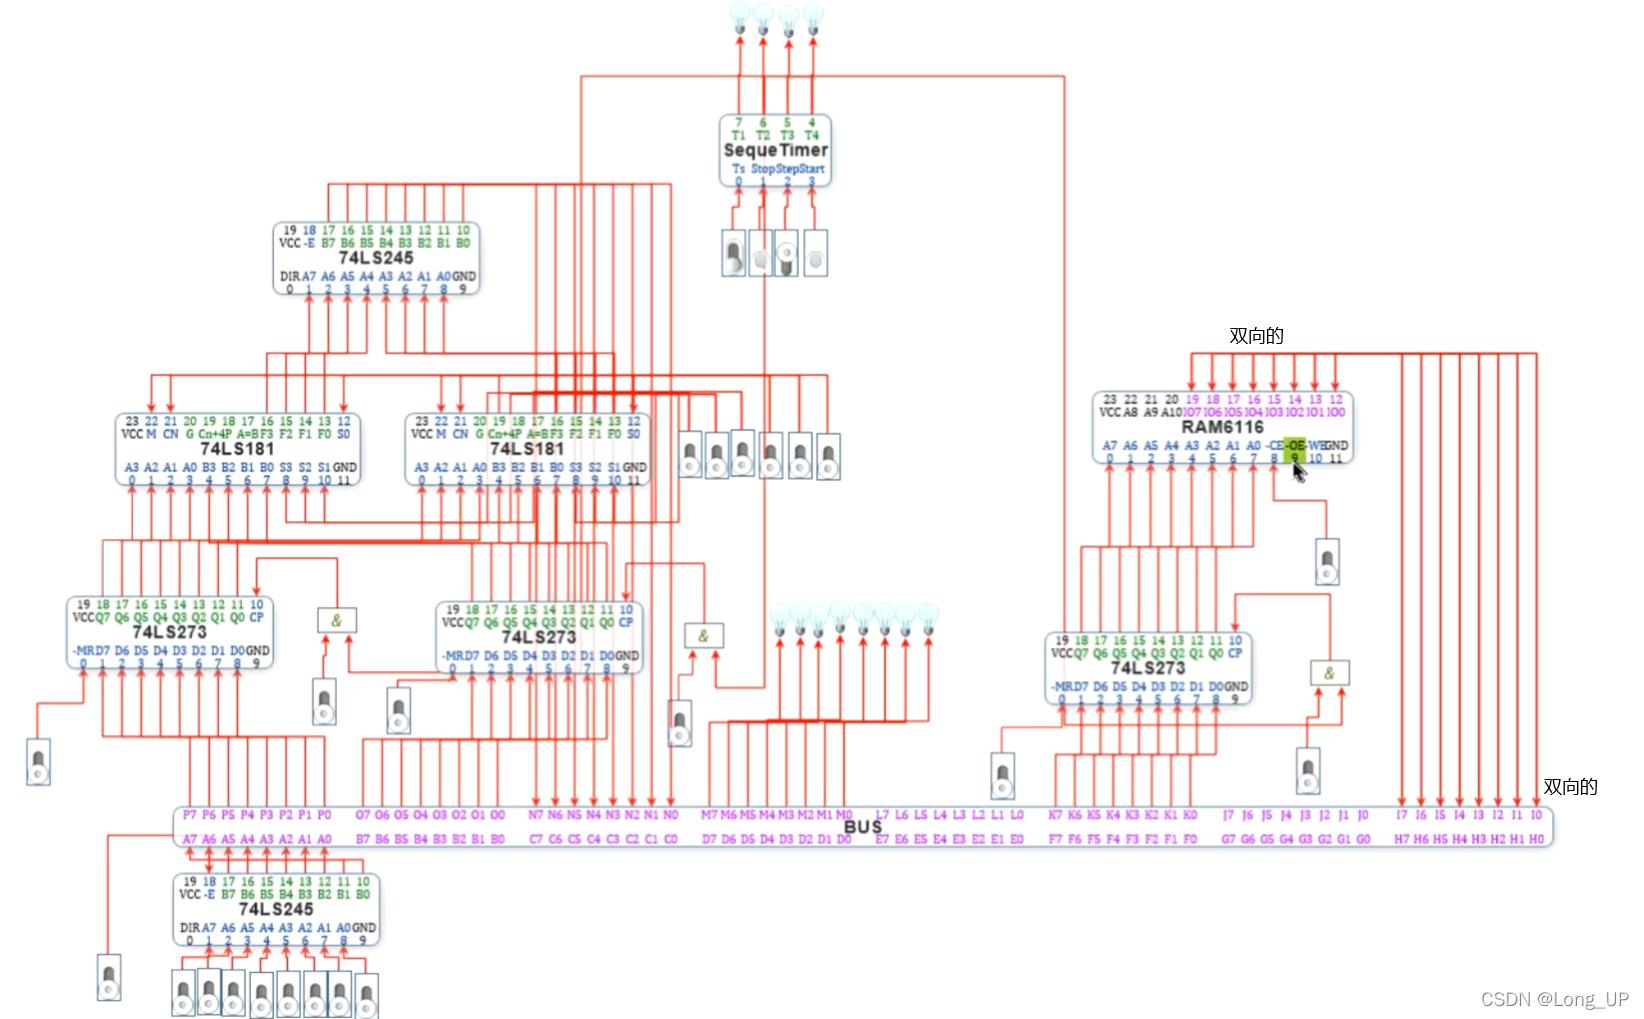 7 6 5 4
T1 T2 T3 T4
SequeTimer
Ts Stop Step Start
0 1 2 3
19 18 17 16 15 14 13 12 11 10
VCC -E B7 B6 B5 B4 B3 B2 B1 B0
74LS245
DIR A7 A6 A5 A4 A3 A2 A1 A0 GND
0 1 2 3 4 5 6 7 8 9
双向的
23 22 21 20 19 18 17 16 15 14 13 12
VCC M CN G Cn+4 P A=B F3 F2 F1 F0 S0
74LS181
A3 A2 A1 A0 B3 B2 B1 B0 S3 S2 S1 GND
0 1 2 3 4 5 6 7 8 9 10 11
23 22 21 20 19 18 17 16 15 14 13 12
VCC M CN G Cn+4 P A=B F3 F2 F1 F0 S0
74LS181
A3 A2 A1 A0 B3 B2 B1 B0 S3 S2 S1 GND
0 1 2 3 4 5 6 7 8 9 10 11
23 22 21 20 19 18 17 16 15 14 13 12
VCC A8 A9 A10 IO7 IO6 IO5 IO4 IO3 IO2 IO1 IO0
RAM6116
A7 A6 A5 A4 A3 A2 A1 A0 -CE -OE -WE GND
0 1 2 3 4 5 6 7 8 9 10 11
19 18 17 16 15 14 13 12 11 10
VCC Q7 Q6 Q5 Q4 Q3 Q2 Q1 Q0 CP
74LS273
-MR D7 D6 D5 D4 D3 D2 D1 D0 GND
0 1 2 3 4 5 6 7 8 9
&
19 18 17 16 15 14 13 12 11 10
VCC Q7 Q6 Q5 Q4 Q3 Q2 Q1 Q0 CP
74LS273
-MR D7 D6 D5 D4 D3 D2 D1 D0 GND
0 1 2 3 4 5 6 7 8 9
&
19 18 17 16 15 14 13 12 11 10
VCC Q7 Q6 Q5 Q4 Q3 Q2 Q1 Q0 CP
74LS273
-MR D7 D6 D5 D4 D3 D2 D1 D0 GND
0 1 2 3 4 5 6 7 8 9
&
双向的
P7 P6 P5 P4 P3 P2 P1 P0 O7 O6 O5 O4 O3 O2 O1 O0 N7 N6 N5 N4 N3 N2 N1 N0 M7 M6 M5 M4 M3 M2 M1 M0 L7 L6 L5 L4 L3 L2 L1 L0 K7 K6 K5 K4 K3 K2 K1 K0 J7 J6 J5 J4 J3 J2 J1 J0 I7 I6 I5 I4 I3 I2 I1 I0
BUS
A7 A6 A5 A4 A3 A2 A1 A0 B7 B6 B5 B4 B3 B2 B1 B0 C7 C6 C5 C4 C3 C2 C1 C0 D7 D6 D5 D4 D3 D2 D1 D0 E7 E6 E5 E4 E3 E2 E1 E0 F7 F6 F5 F4 F3 F2 F1 F0 G7 G6 G5 G4 G3 G2 G1 G0 H7 H6 H5 H4 H3 H2 H1 H0
19 18 17 16 15 14 13 12 11 10
VCC -E B7 B6 B5 B4 B3 B2 B1 B0
74LS245
DIR A7 A6 A5 A4 A3 A2 A1 A0 GND
0 1 2 3 4 5 6 7 8 9
CSDN @Long_UP